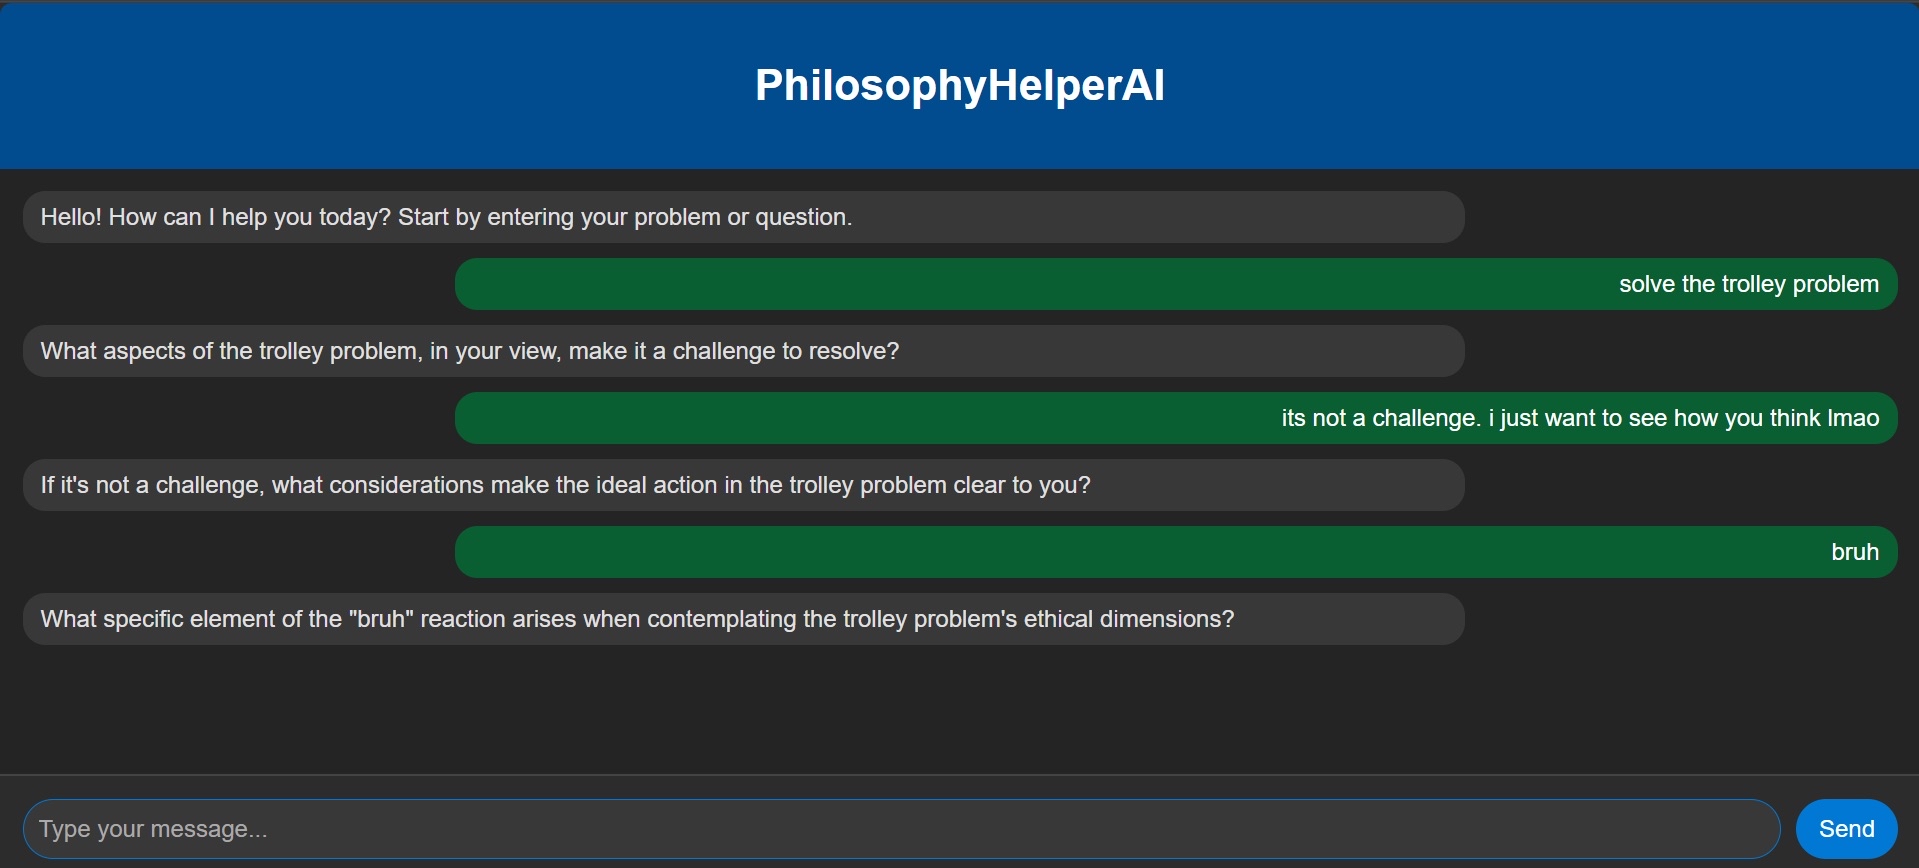 PhilosophyHelperAI
Hello! How can I help you today? Start by entering your problem or question.
solve the trolley problem
What aspects of the trolley problem, in your view, make it a challenge to resolve?
its not a challenge. i just want to see how you think lmao
If it's not a challenge, what considerations make the ideal action in the trolley problem clear to you?
bruh
What specific element of the "bruh" reaction arises when contemplating the trolley problem's ethical dimensions?
Type your message...
Send